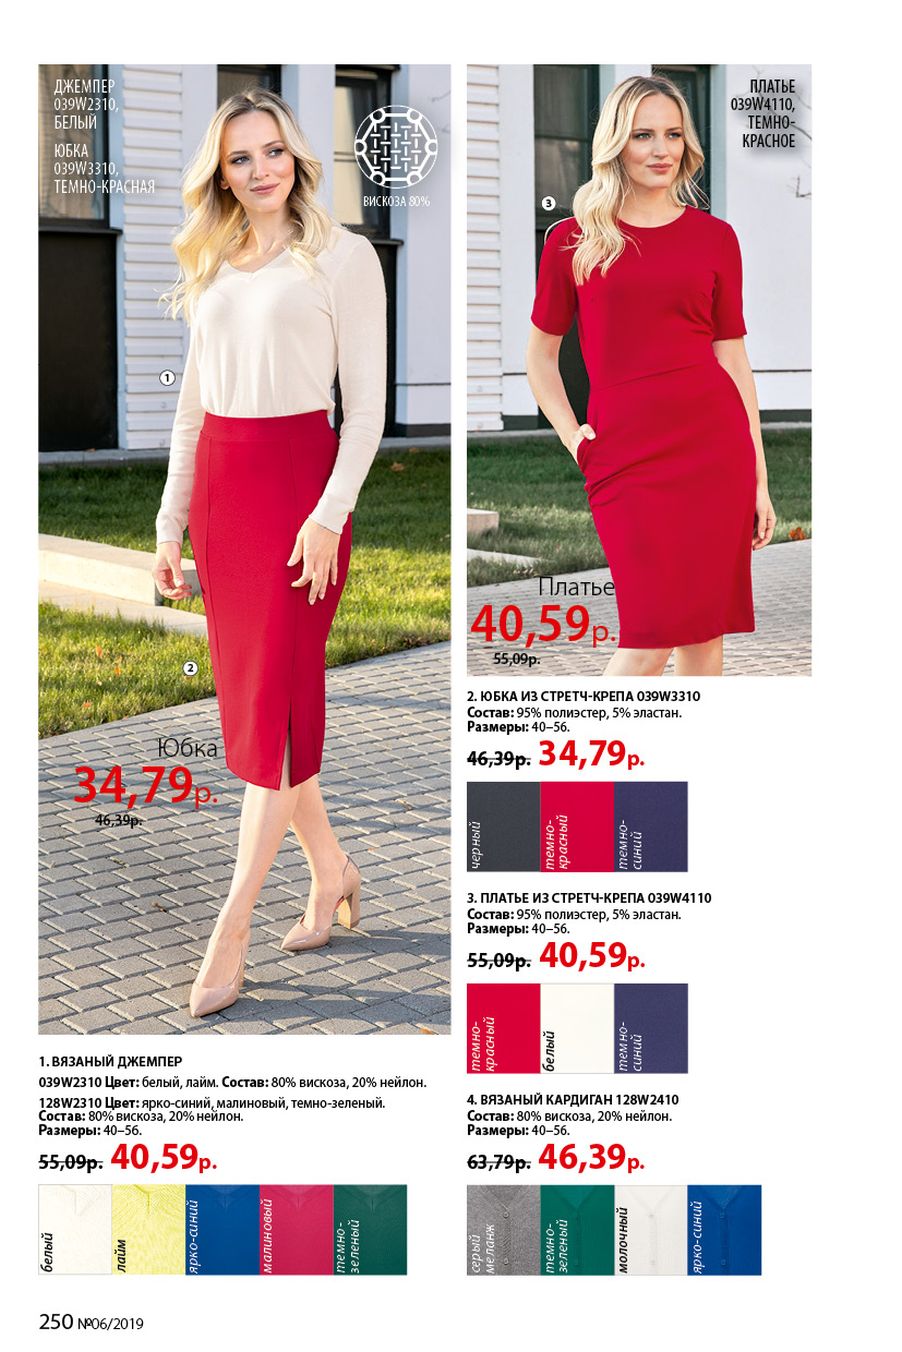 ДЖЕМПЕР
039W2310,
БЕЛЫЙ
ЮБКА
039W3310,
ТЕМНО-КРАСНАЯ
ВИСКОЗА 80%
1
2
Юбка
34,79р.
46,39р.
ПЛАТЬЕ
039W4110,
ТЕМНО-
КРАСНОЕ
3
Платье
40,59р.
55,09р.
1. ВЯЗАНЫЙ ДЖЕМПЕР
039W2310 Цвет: белый, лайм. Состав: 80% вискоза, 20% нейлон.
128W2310 Цвет: ярко-синий, малиновый, темно-зеленый.
Состав: 80% вискоза, 20% нейлон.
Размеры: 40–56.
55,09р. 40,59р.
белый
лайм
ярко-синий
малиновый
темно-
зеленый
2. ЮБКА ИЗ СТРЕТЧ-КРЕПА 039W3310
Состав: 95% полиэстер, 5% эластан.
Размеры: 40–56.
46,39р. 34,79р.
черный
темно-
красный
темно-
синий
3. ПЛАТЬЕ ИЗ СТРЕТЧ-КРЕПА 039W4110
Состав: 95% полиэстер, 5% эластан.
Размеры: 40–56.
55,09р. 40,59р.
темно-
красный
белый
темно-
синий
4. ВЯЗАНЫЙ КАРДИГАН 128W2410
Состав: 80% вискоза, 20% нейлон.
Размеры: 40–56.
63,79р. 46,39р.
серый
меланж
темно-
зеленый
молочный
ярко-синий
250 №06/2019